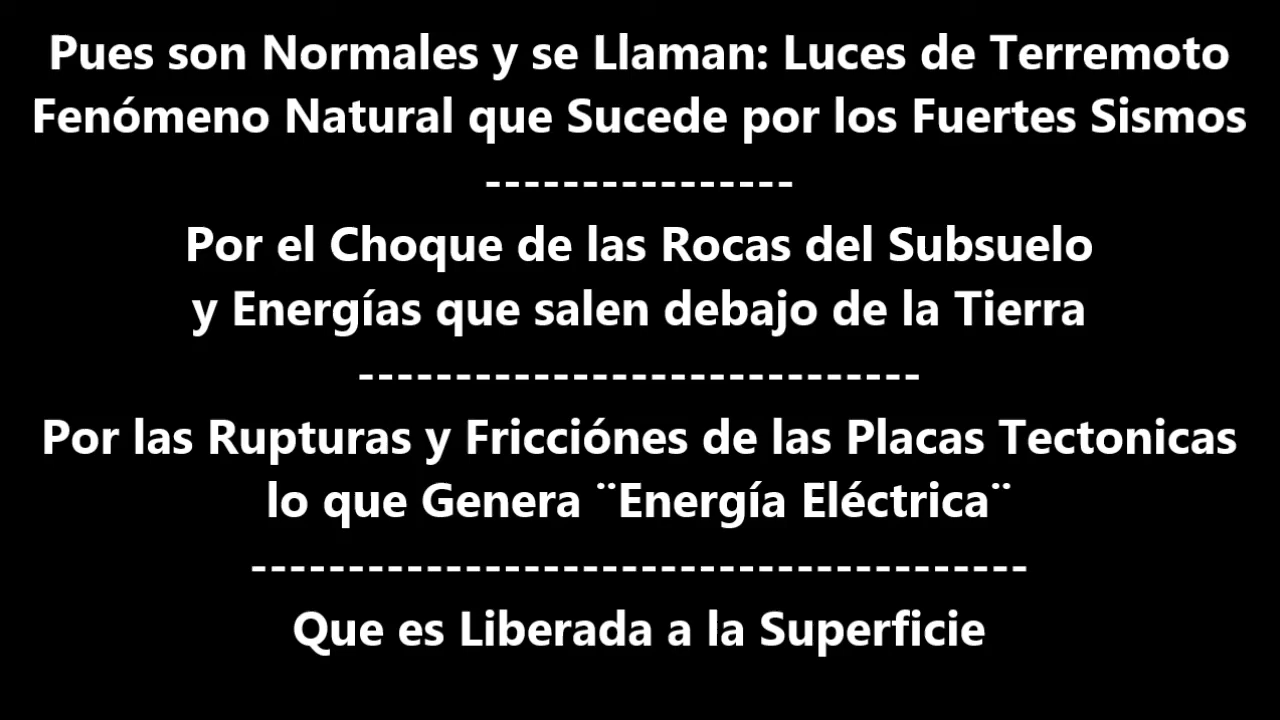 Pues son Normales y se Llaman: Luces de Terremoto
Fenómeno Natural que Sucede por los Fuertes Sismos
----------------
Por el Choque de las Rocas del Subsuelo
y Energías que salen debajo de la Tierra
-----------------------------
Por las Rupturas y Fricciónes de las Placas Tectonicas
lo que Genera ¨Energía Eléctrica¨
----------------------------------------
Que es Liberada a la Superficie